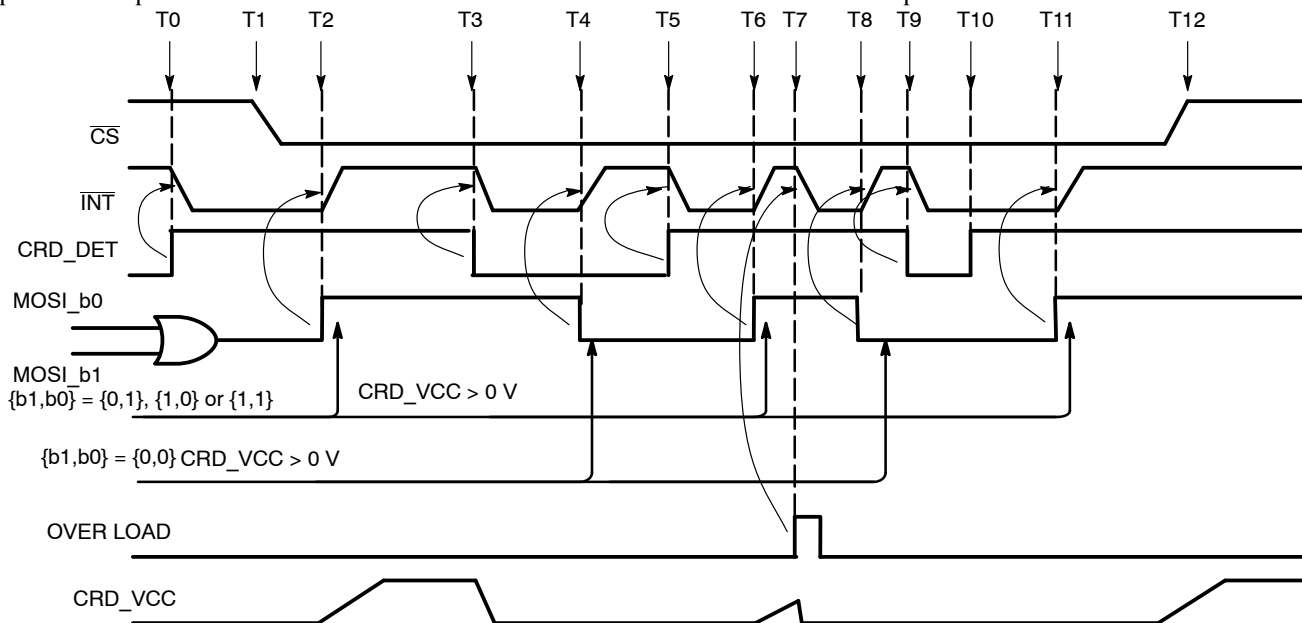 T0 T1 T2 T3 T4 T5 T6 T7 T8 T9 T10 T11 T12
CS
INT
CRD_DET
MOSI_b0
MOSI_b1
{b1,b0} = {0,1}, {1,0} or {1,1}
CRD_VCC > 0 V
{b1,b0} = {0,0} CRD_VCC > 0 V
OVER LOAD
CRD_VCC